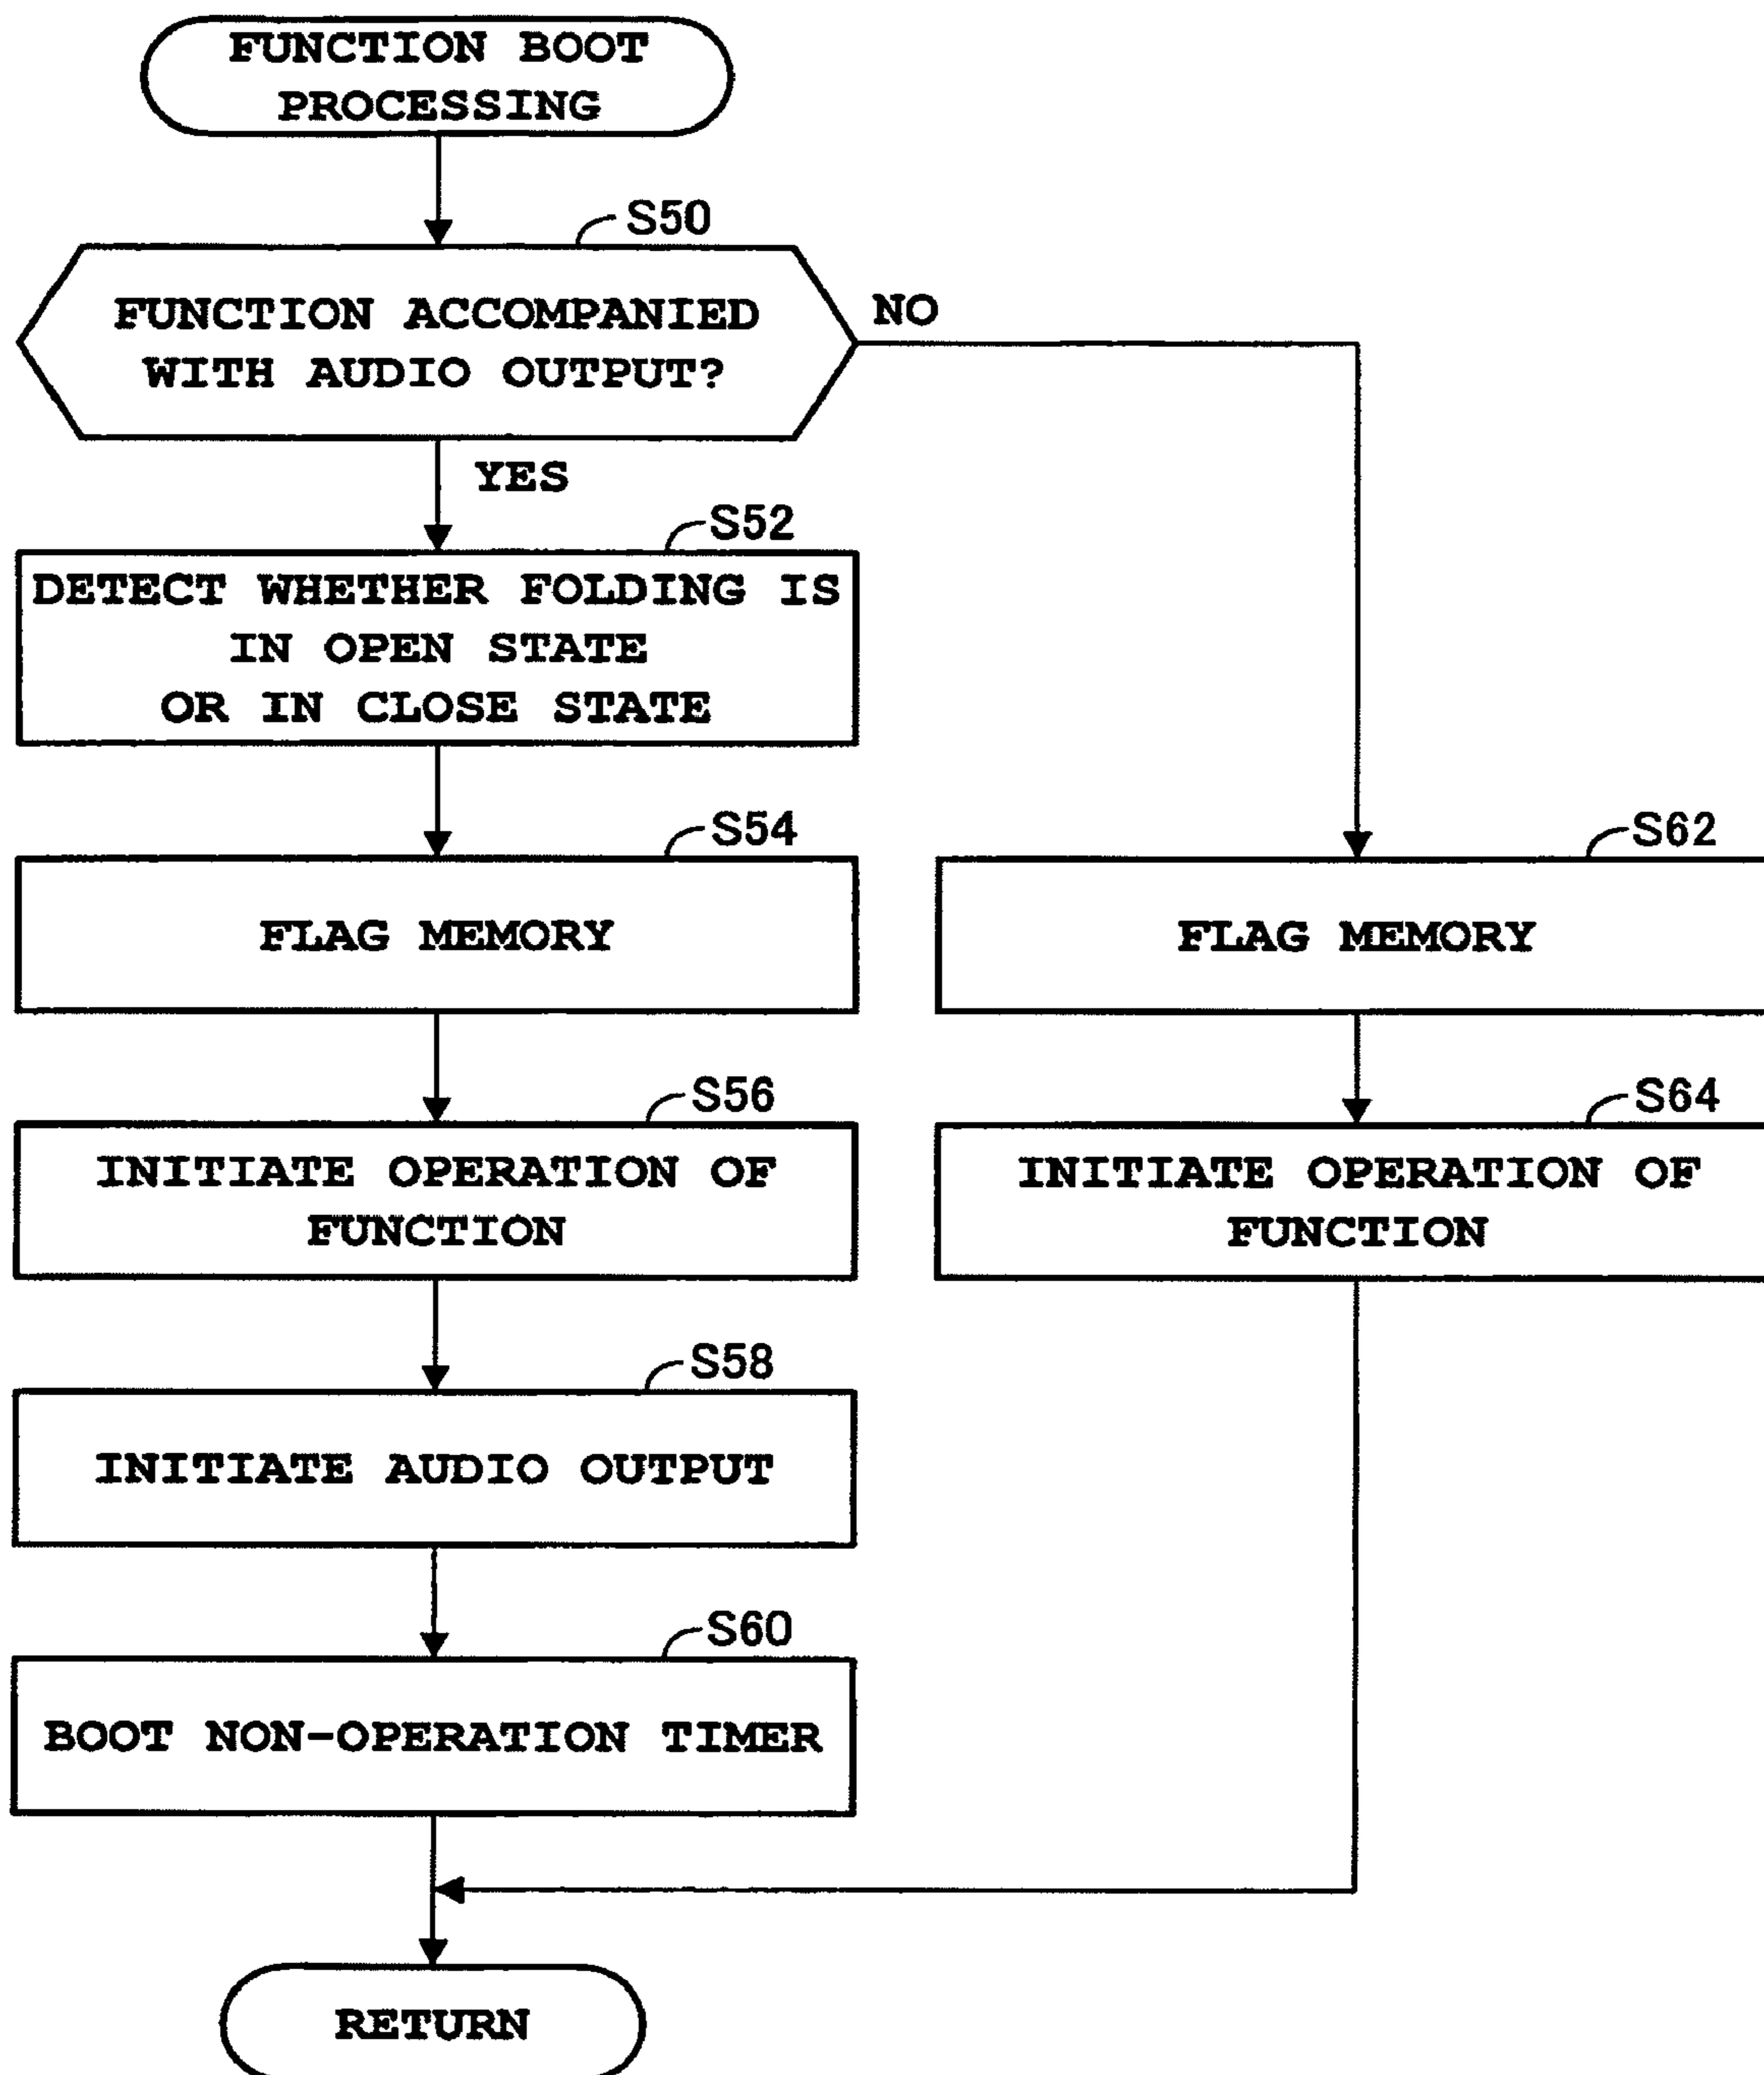 FUNCTION BOOT
PROCESSING
S50
FUNCTION ACCOMPANIED
WITH AUDIO OUTPUT?
NO
YES
S52
DETECT WHETHER FOLDING IS
IN OPEN STATE
OR IN CLOSE STATE
S54
FLAG MEMORY
S62
FLAG MEMORY
S56
INITIATE OPERATION OF
FUNCTION
S64
INITIATE OPERATION OF
FUNCTION
S58
INITIATE AUDIO OUTPUT
S60
BOOT NON-OPERATION TIMER
RETURN